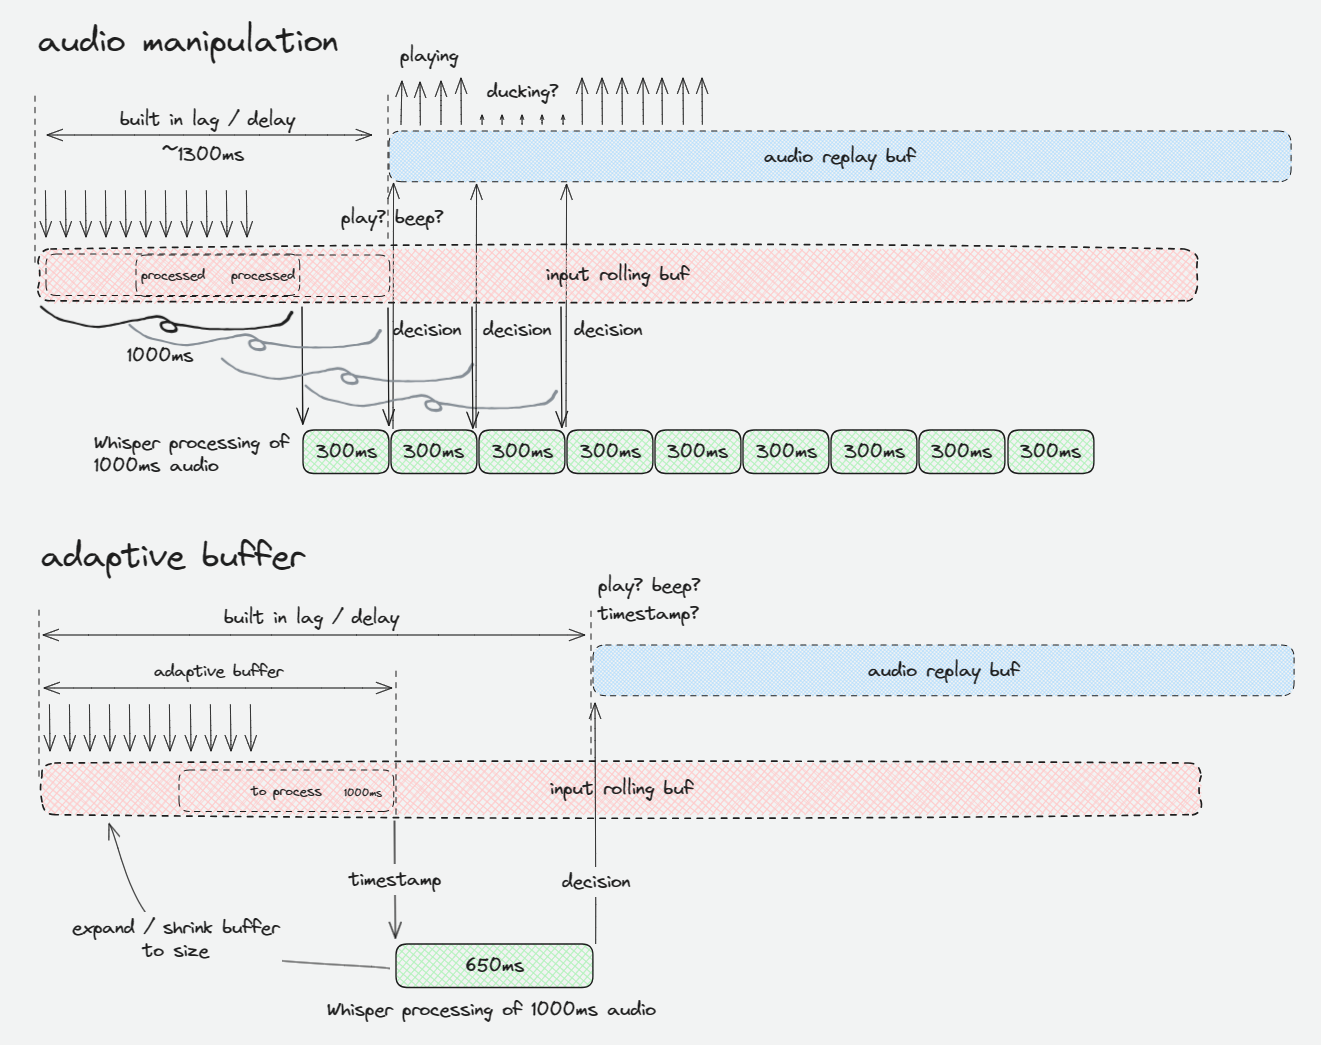 audio manipulation
playing
ducking?
built in lag / delay
~1300ms
audio replay buf
play? beep?
processed
processed
input rolling buf
decision
decision
decision
1000ms
Whisper processing of
1000ms audio
300ms
300ms
300ms
300ms
300ms
300ms
300ms
300ms
300ms
adaptive buffer
play? beep?
timestamp?
built in lag / delay
adaptive buffer
audio replay buf
to process
1000ms
input rolling buf
timestamp
decision
expand / shrink buffer
to size
650ms
Whisper processing of 1000ms audio